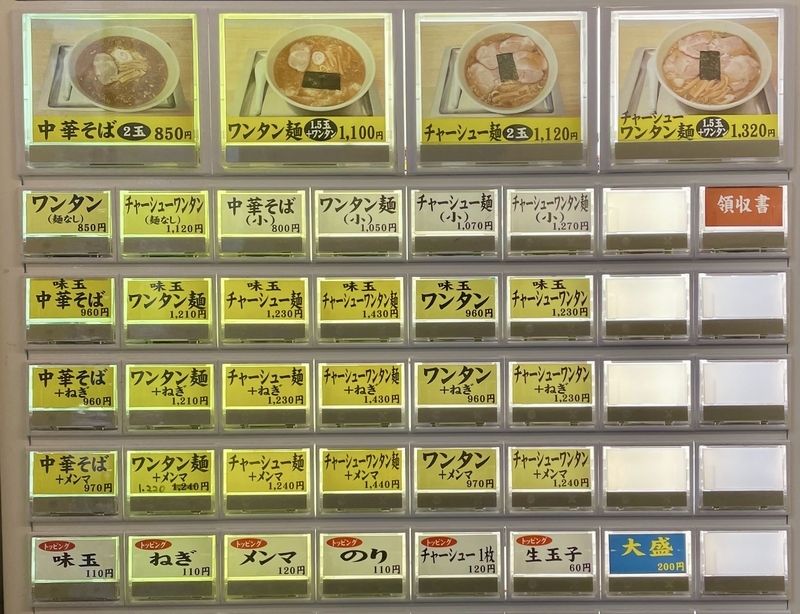 中華そば 2玉 850円
ワンタン麺 1.5玉+ワンタン 1,100円
チャーシュー麺 2玉 1,120円
チャーシュー
ワンタン麺 1.5玉+ワンタン 1,320円
ワンタン
(麺なし)
850円
チャーシューワンタン
(麺なし)
1,120円
中華そば
(小)
800円
ワンタン麺
(小)
1,050円
チャーシュー麺
(小)
1,070円
チャーシューワンタン麺
(小)
1,270円
領収書
味玉
中華そば
960円
味玉
ワンタン麺
1,210円
味玉
チャーシュー麺
1,230円
味玉
チャーシューワンタン麺
1,430円
味玉
ワンタン
960円
味玉
チャーシューワンタン
1,230円
中華そば
+ねぎ
960円
ワンタン麺
+ねぎ
1,210円
チャーシュー麺
+ねぎ
1,230円
チャーシューワンタン麺
+ねぎ
1,430円
ワンタン
+ねぎ
960円
チャーシューワンタン
+ねぎ
1,230円
中華そば
+メンマ
970円
ワンタン麺
+メンマ
1,220 1,240円
チャーシュー麺
+メンマ
1,240円
チャーシューワンタン麺
+メンマ
1,440円
ワンタン
+メンマ
970円
チャーシューワンタン
+メンマ
1,240円
トッピング
味玉
110円
トッピング
ねぎ
110円
トッピング
メンマ
120円
トッピング
のり
110円
トッピング
チャーシュー1枚
120円
トッピング
生玉子
60円
大盛
200円